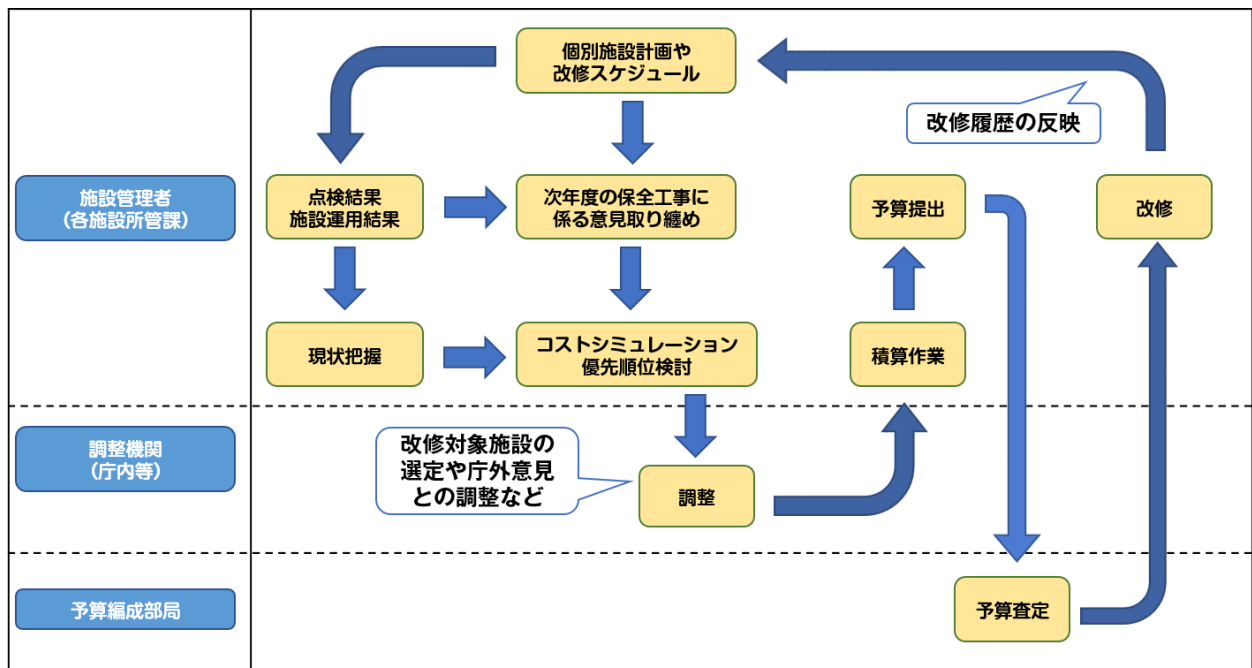 個別施設計画や
改修スケジュール
改修履歴の反映
施設管理者
（各施設所管課）
点検結果
施設運用結果
次年度の保全工事に
係る意見取り纏め
予算提出
改修
現状把握
コストシミュレーション
優先順位検討
積算作業
調整機関
（庁内等）
改修対象施設の
選定や庁外意見
との調整など
調整
予算編成部局
予算査定